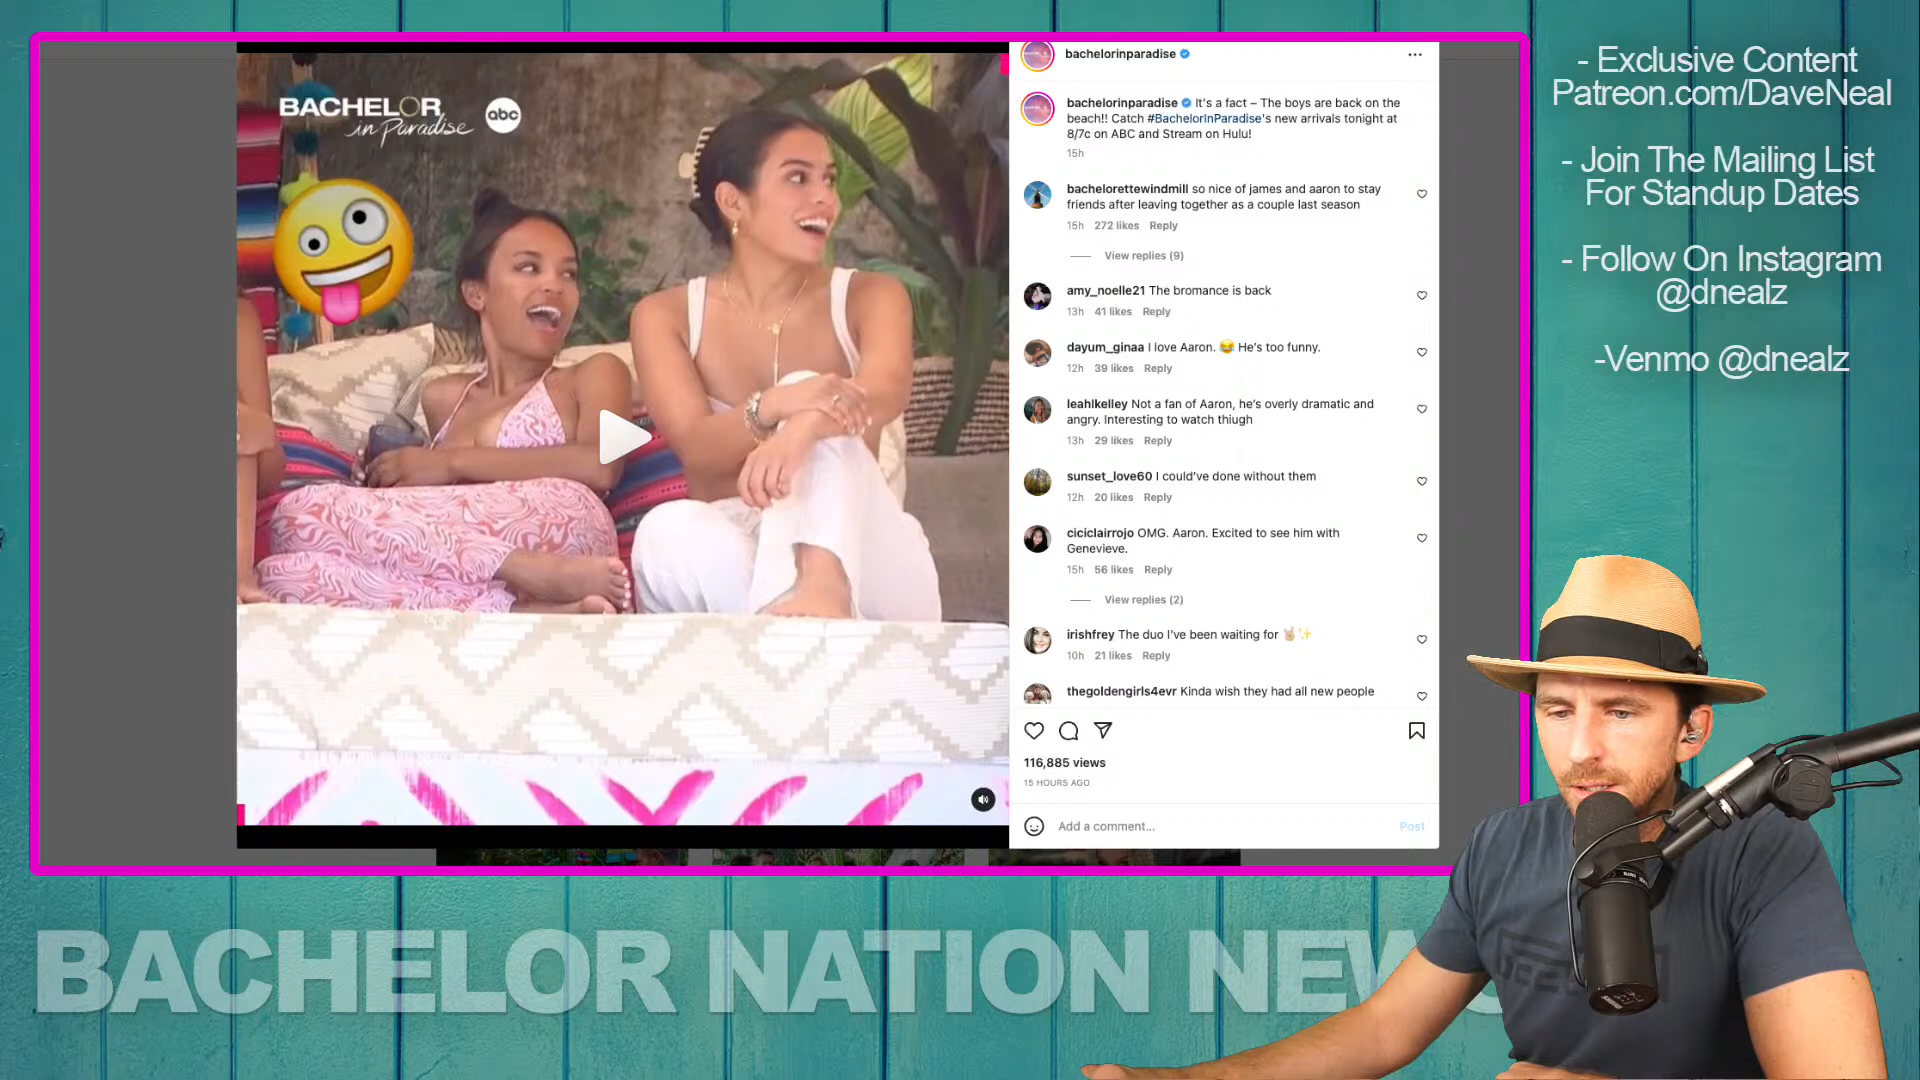 BACHELOR
in Paradise
abc
bachelorinparadise
bachelorinparadise It's a fact – The boys are back on the
beach!! Catch #BachelorInParadise's new arrivals tonight at
8/7c on ABC and Stream on Hulu!
15h
bachelorettewindmill so nice of james and aaron to stay
friends after leaving together as a couple last season
15h 272 likes Reply
View replies (9)
amy_noelle21 The bromance is back
13h 41 likes Reply
dayum_ginaa I love Aaron. 😂 He's too funny.
12h 39 likes Reply
leahlkelley Not a fan of Aaron, he's overly dramatic and
angry. Interesting to watch thiugh
13h 29 likes Reply
sunset_love60 I could've done without them
12h 20 likes Reply
ciciclairrojo OMG. Aaron. Excited to see him with
Genevieve.
15h 56 likes Reply
View replies (2)
irishfrey The duo I've been waiting for 🤘🏼✨
10h 21 likes Reply
thegoldengirls4evr Kinda wish they had all new people
116,885 views
15 HOURS AGO
Add a comment...
Post
- Exclusive Content
Patreon.com/DaveNeal
- Join The Mailing List
For Standup Dates
- Follow On Instagram
@dnealz
-Venmo @dnealz
BACHELOR NATION NEWS